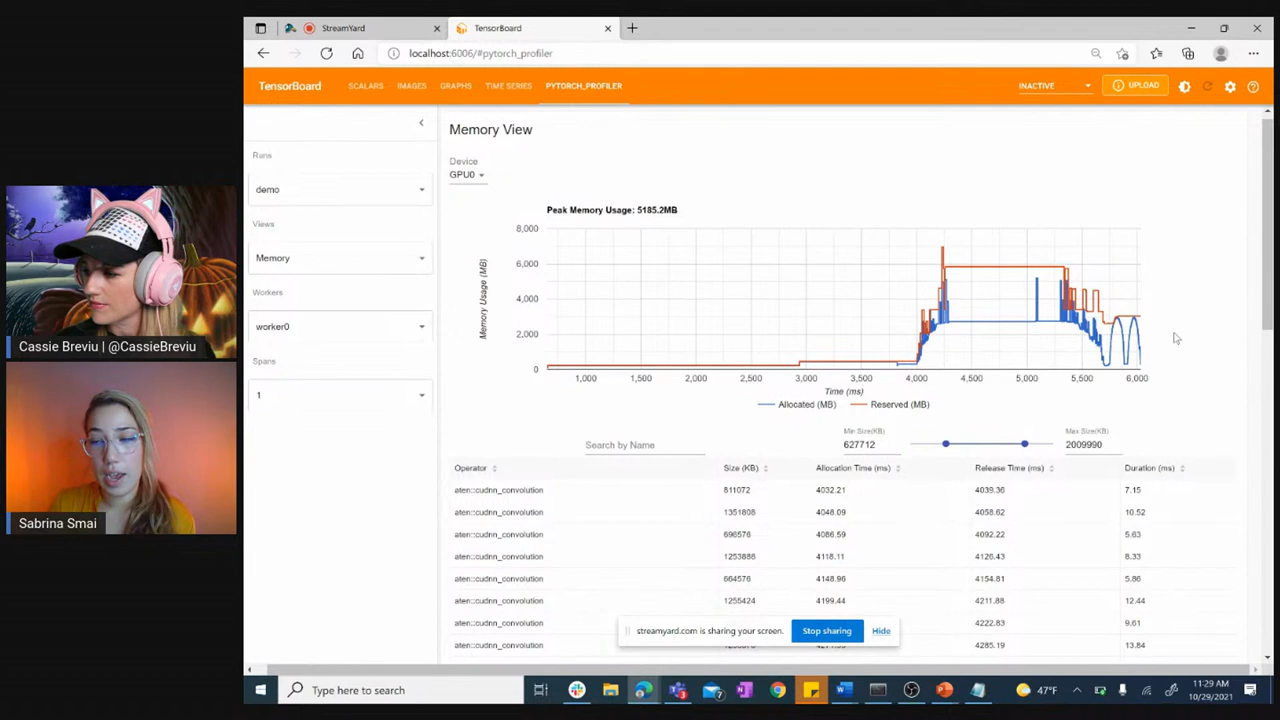 StreamYard
TensorBoard
localhost:6006/#pytorch_profiler
TensorBoard
SCALARS
IMAGES
GRAPHS
TIME SERIES
PYTORCH_PROFILER
INACTIVE
UPLOAD
Runs
demo
Views
Memory
Workers
worker0
Spans
1
Memory View
Device
GPU0
Peak Memory Usage: 5185.2MB
Memory Usage (MB)
8,000
6,000
4,000
2,000
0
1,000 1,500 2,000 2,500 3,000 3,500 4,000 4,500 5,000 5,500 6,000
Time (ms)
Allocated (MB) Reserved (MB)
Search by Name
Min Size(KB)
627712
Max Size(KB)
2009990
Operator Size (KB) Allocation Time (ms) Release Time (ms) Duration (ms)
aten::cudnn_convolution 811072 4032.21 4039.36 7.15
aten::cudnn_convolution 1351808 4048.09 4058.62 10.52
aten::cudnn_convolution 696576 4086.59 4092.22 5.63
aten::cudnn_convolution 1253888 4118.11 4126.43 8.33
aten::cudnn_convolution 664576 4148.96 4154.81 5.86
aten::cudnn_convolution 1255424 4199.44 4211.88 12.44
aten::cudnn_convolution 4222.83 9.61
aten::cudnn_convolution 4285.19 13.84
streamyard.com is sharing your screen.
Stop sharing
Hide
Cassie Breviu | @CassieBreviu
Sabrina Smai
Type here to search
7
47°F
11:29 AM
10/29/2021